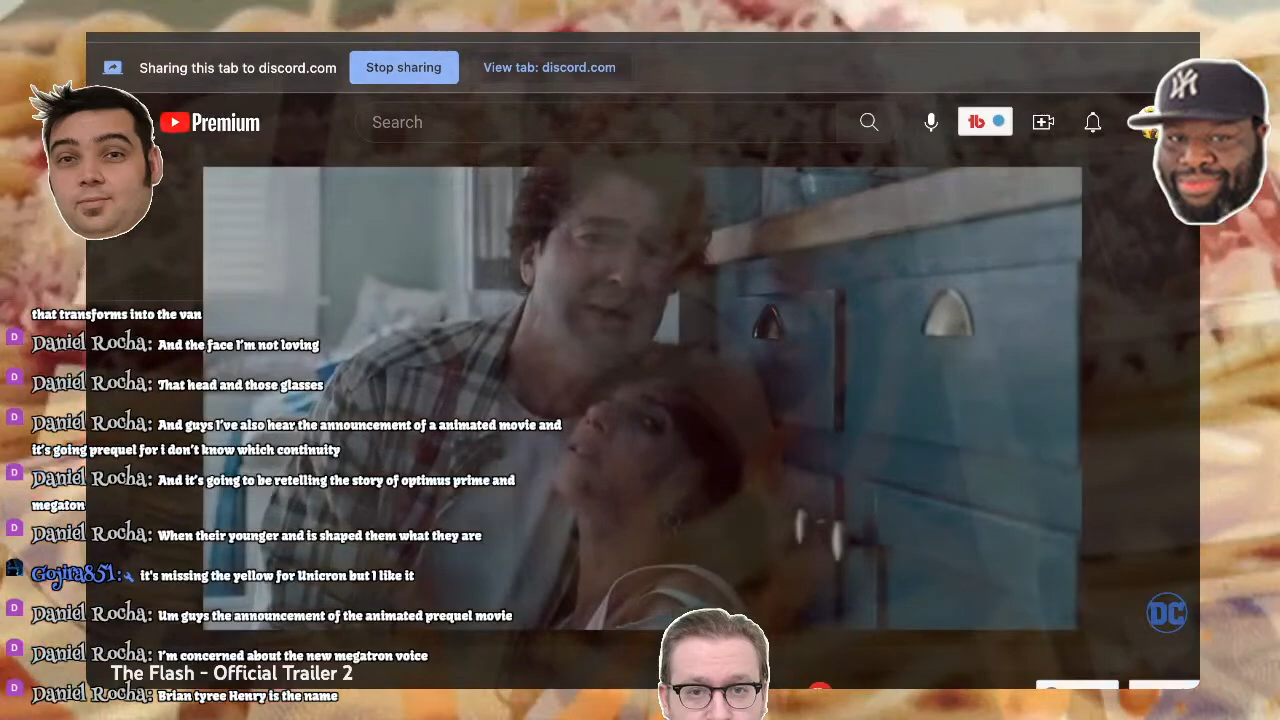 Sharing this tab to discord.com
Stop sharing
View tab: discord.com
Premium
Search
that transforms into the van
D Daniel Rocha: And the face I'm not loving
D Daniel Rocha: That head and those glasses
D Daniel Rocha: And guys I've also hear the announcement of a animated movie and
it's going prequel for i don't know which continuity
D Daniel Rocha: And it's going to be retelling the story of optimus prime and
megaton
D Daniel Rocha: When their younger and is shaped them what they are
Gojira851: it's missing the yellow for Unicron but I like it
D Daniel Rocha: Um guys the announcement of the animated prequel movie
D Daniel Rocha: I'm concerned about the new megatron voice
The Flash - Official Trailer 2
D Daniel Rocha: Brian tyree Henry is the name
DC